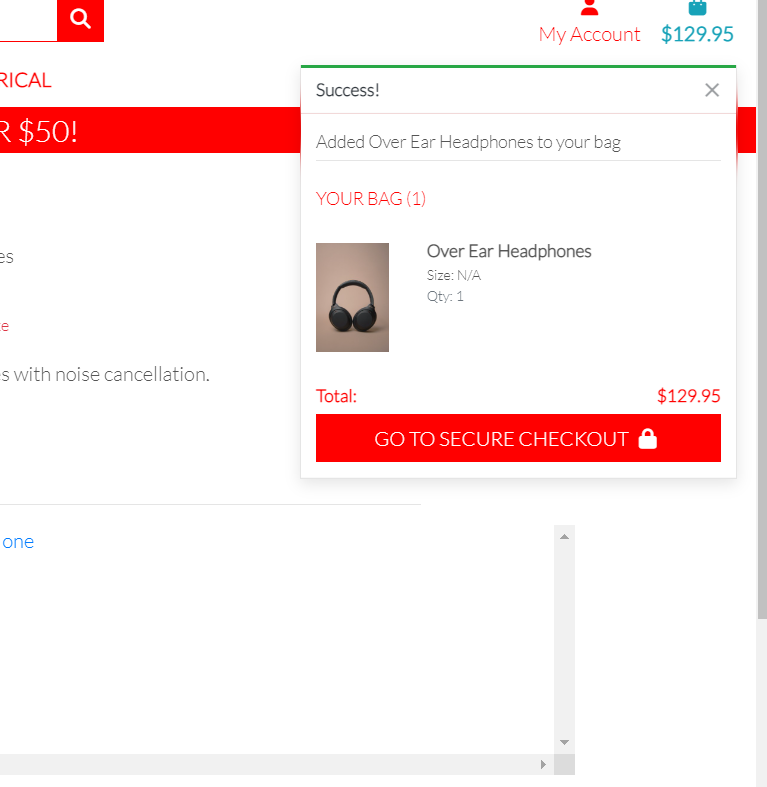 My Account
$129.95
RICAL
R $50!
Success!
Added Over Ear Headphones to your bag
YOUR BAG (1)
Over Ear Headphones
Size: N/A
Qty: 1
Total: $129.95
GO TO SECURE CHECKOUT
es
s with noise cancellation.
one